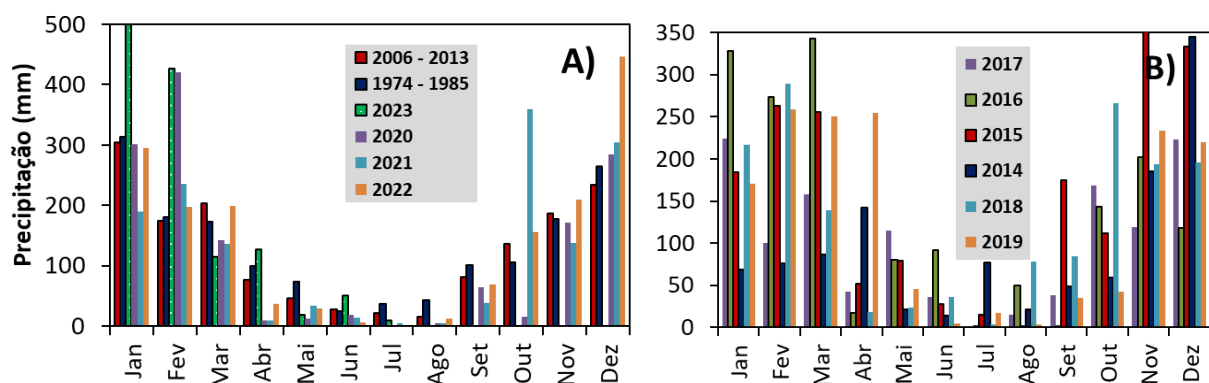 Precipitação (mm)
500
400
300
200
100
0
A)
2006 - 2013
1974 - 1985
2023
2020
2021
2022
Jan
Fev
Mar
Abr
Mai
Jun
Jul
Ago
Set
Out
Nov
Dez
350
300
250
200
150
100
50
0
B)
2017
2016
2015
2014
2018
2019
Jan
Fev
Mar
Abr
Mai
Jun
Jul
Ago
Set
Out
Nov
Dez